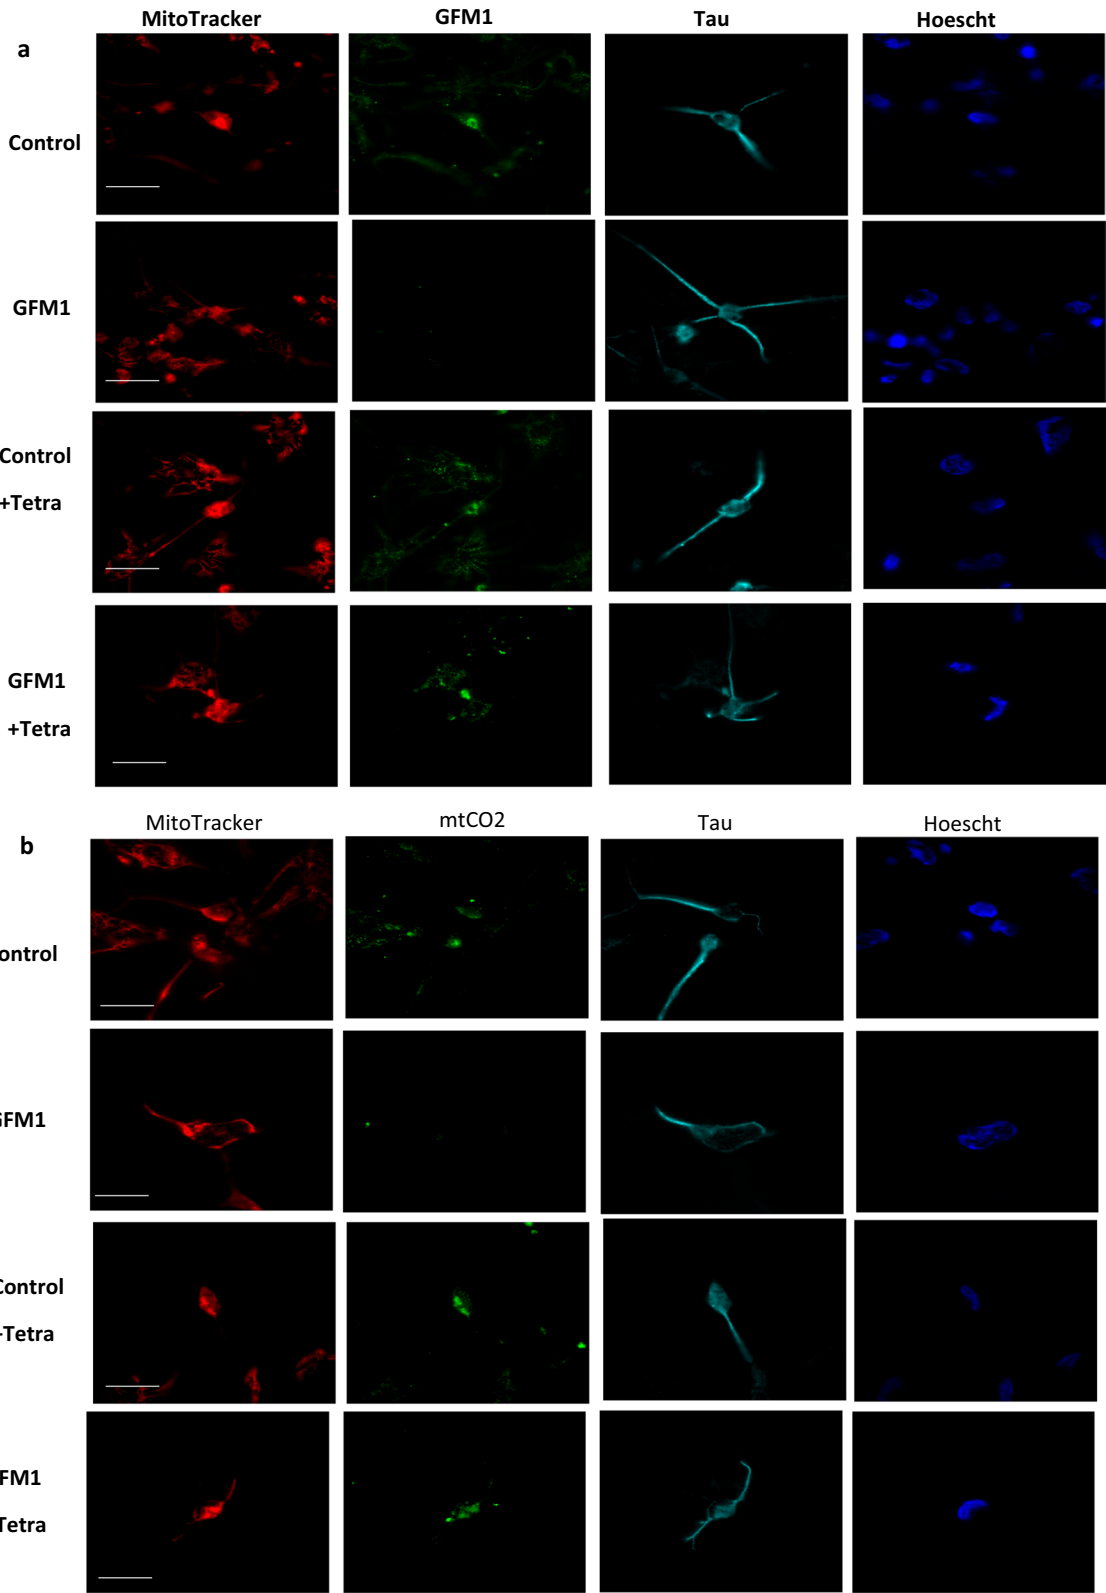 MitoTracker GFM1 Tau Hoescht
a
Control
GFM1
Control
+Tetra
GFM1
+Tetra
MitoTracker mtCO2 Tau Hoescht
b
ontrol
GFM1
Control
+Tetra
FM1
Tetra